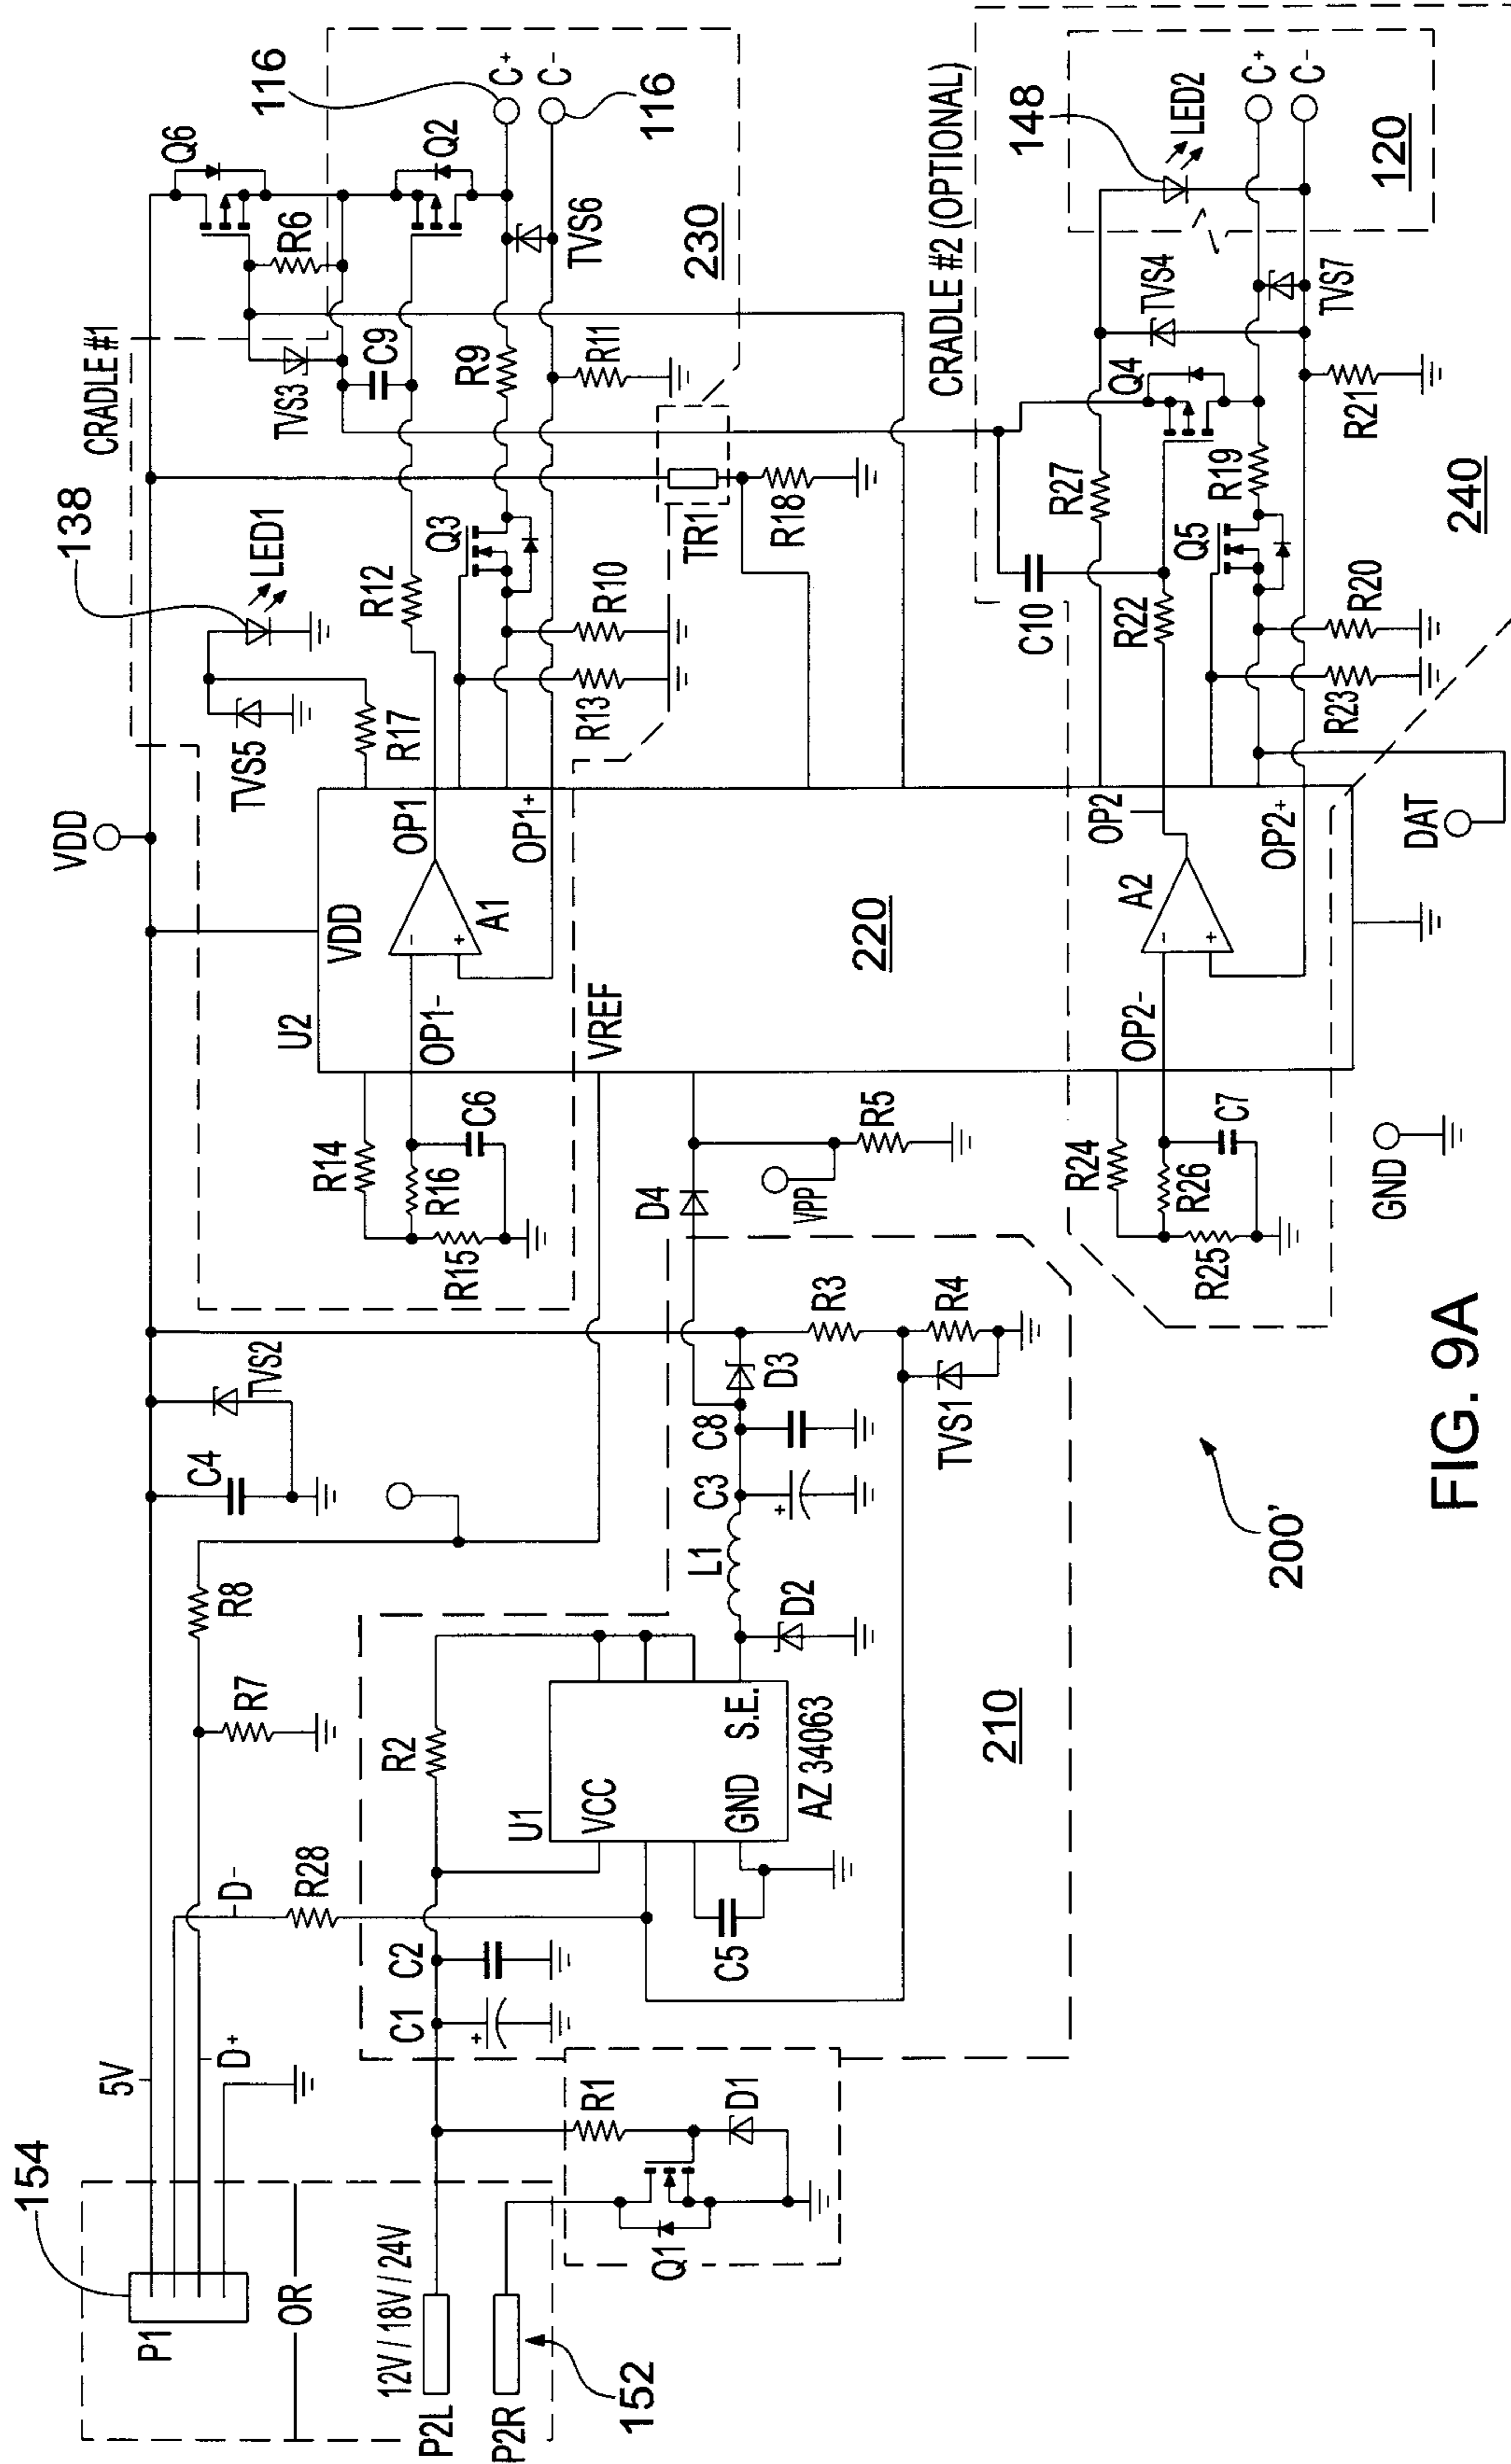 154
P1
OR
12V / 18V / 24V
P2L
P2R
152
5V
D+
D-
R28
R7
R8
C4
TVS2
VDD
Q1
R1
D1
C1
C2
R2
U1
VCC
GND
S.E.
AZ 34063
C5
210
D2
L1
C3
C8
D3
R3
R4
TVS1
D4
VPP
R5
200'
CRADLE #1
138
LED1
TVS5
R17
R14
R16
R15
C6
U2
VDD
OP1-
OP1
OP1+
A1
VREF
220
R12
Q3
R13
R10
TR1
R18
R9
R11
C9
TVS3
R6
Q6
Q2
116
C+
C-
116
TVS6
230
CRADLE #2 (OPTIONAL)
148
LED2
C+
C-
120
TVS4
TVS7
Q4
R27
R19
R21
C10
R22
Q5
R20
R23
240
OP2
OP2+
OP2-
A2
DAT
R24
R26
R25
C7
GND
FIG. 9A